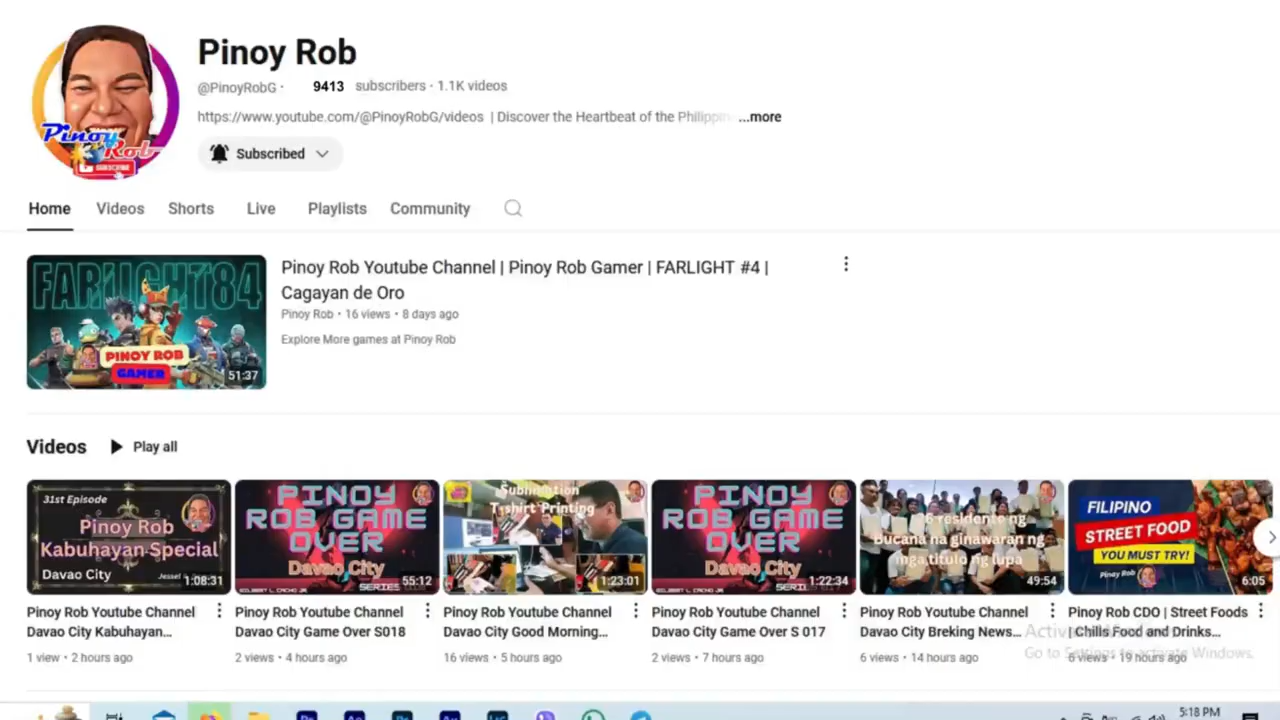 Pinoy Rob
@PinoyRobG · 9413 subscribers · 1.1K videos
https://www.youtube.com/@PinoyRobG/videos | Discover the Heartbeat of the Philippin ...more
Subscribed
Home Videos Shorts Live Playlists Community
FARLIGHT84
PINOY ROB
GAMER
51:37
Pinoy Rob Youtube Channel | Pinoy Rob Gamer | FARLIGHT #4 |
Cagayan de Oro
Pinoy Rob · 16 views · 8 days ago
Explore More games at Pinoy Rob
Videos Play all
31st Episode
Pinoy Rob
Kabuhayan Special
Davao City
Jessel
1:08:31
Pinoy Rob Youtube Channel
Davao City Kabuhayan...
1 view · 2 hours ago
PINOY
ROB GAME
OVER
Davao City
SERIES
55:12
Pinoy Rob Youtube Channel
Davao City Game Over S018
2 views · 4 hours ago
Sublimation
T-shirt Printing
1:23:01
Pinoy Rob Youtube Channel
Davao City Good Morning...
16 views · 5 hours ago
PINOY
ROB GAME
OVER
Davao City
SERIES 017
1:22:34
Pinoy Rob Youtube Channel
Davao City Game Over S 017
2 views · 7 hours ago
6 residente ng
Bucana na ginawaran ng
mga titulo ng lupa
49:54
Pinoy Rob Youtube Channel
Davao City Breking News...
6 views · 14 hours ago
FILIPINO
STREET FOOD
YOU MUST TRY!
Pinoy Rob
6:05
Pinoy Rob CDO | Street Foods
| Chills Food and Drinks...
6 views · 19 hours ago
Go to Settings to activate Windows.
5:18 PM